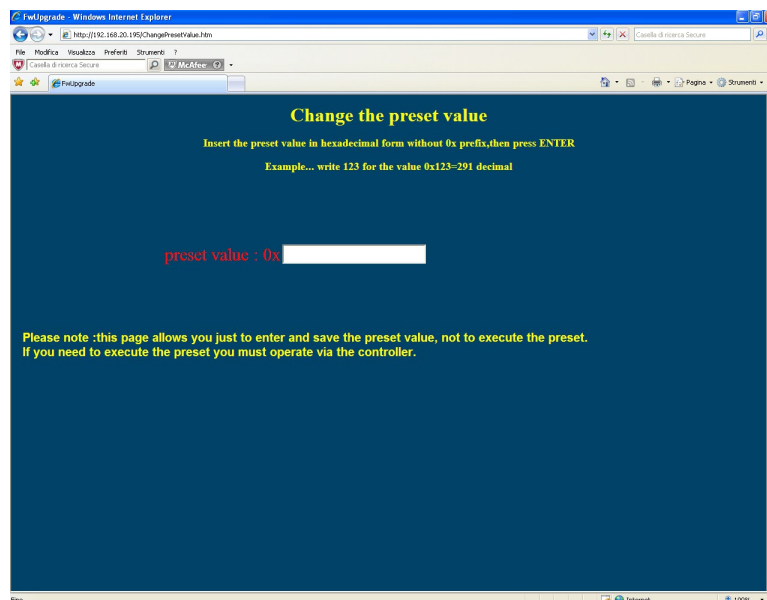 FwUpgrade - Windows Internet Explorer
http://192.168.20.195/ChangePresetValue.htm
Casella di ricerca Secure
File Modifica Visualizza Preferiti Strumenti ?
Casella di ricerca Secure McAfee
FwUpgrade
Pagina Strumenti
Change the preset value
Insert the preset value in hexadecimal form without 0x prefix,then press ENTER
Example... write 123 for the value 0x123=291 decimal
preset value : 0x
Please note :this page allows you just to enter and save the preset value, not to execute the preset.
If you need to execute the preset you must operate via the controller.
Fine Internet 100%